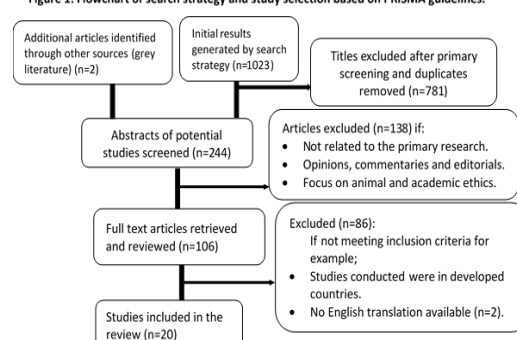 Figure 1: Flowchart of search strategy and study selection based on PRISMA guidelines.
Additional articles identified
through other sources (grey
literature) (n=2)
Initial results
generated by search
strategy (n=1023)
Titles excluded after primary
screening and duplicates
removed (n=781)
Abstracts of potential
studies screened (n=244)
Articles excluded (n=138) if:
• Not related to the primary research.
• Opinions, commentaries and editorials.
• Focus on animal and academic ethics.
Full text articles retrieved
and reviewed (n=106)
Excluded (n=86):
If not meeting inclusion criteria for
example;
• Studies conducted were in developed
countries.
• No English translation available (n=2).
Studies included in the
review (n=20)